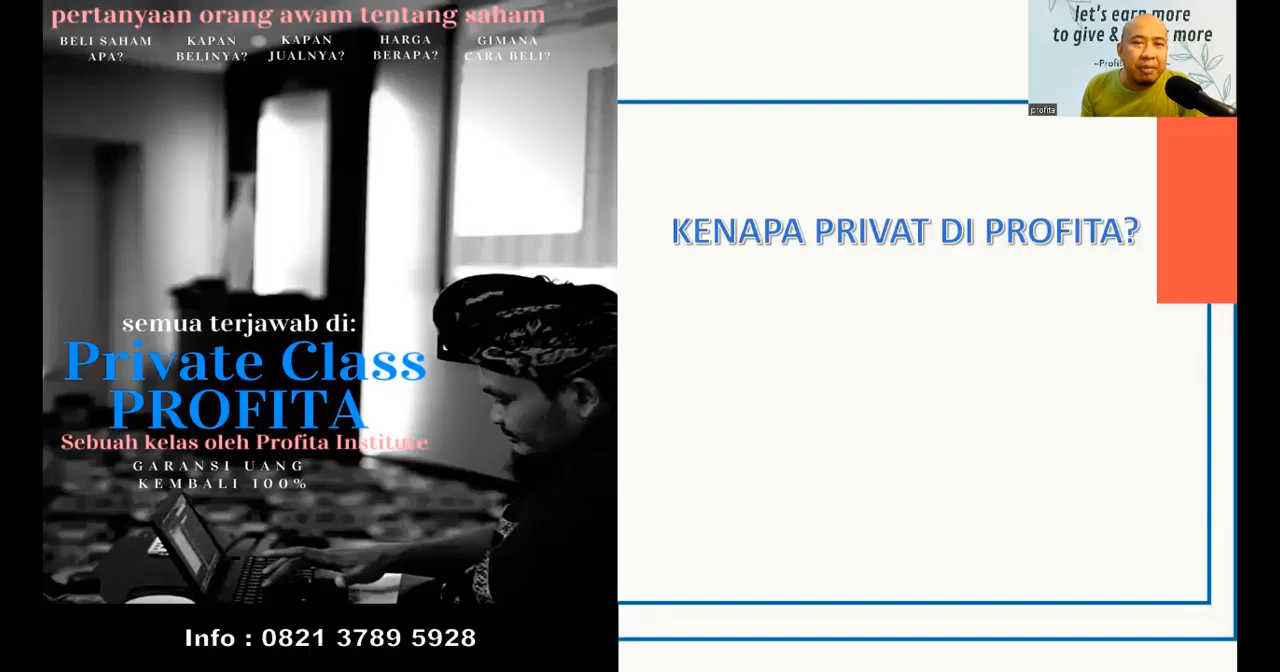 pertanyaan orang awam tentang saham
BELI SAHAM APA?
KAPAN BELINYA?
KAPAN JUALNYA?
HARGA BERAPA?
GIMANA CARA BELI?
semua terjawab di:
Private Class
PROFITA
Sebuah kelas oleh Profita Institute
GARANSI UANG
KEMBALI 100%
Info : 0821 3789 5928
let's earn more
to give & more
profita
KENAPA PRIVAT DI PROFITA?